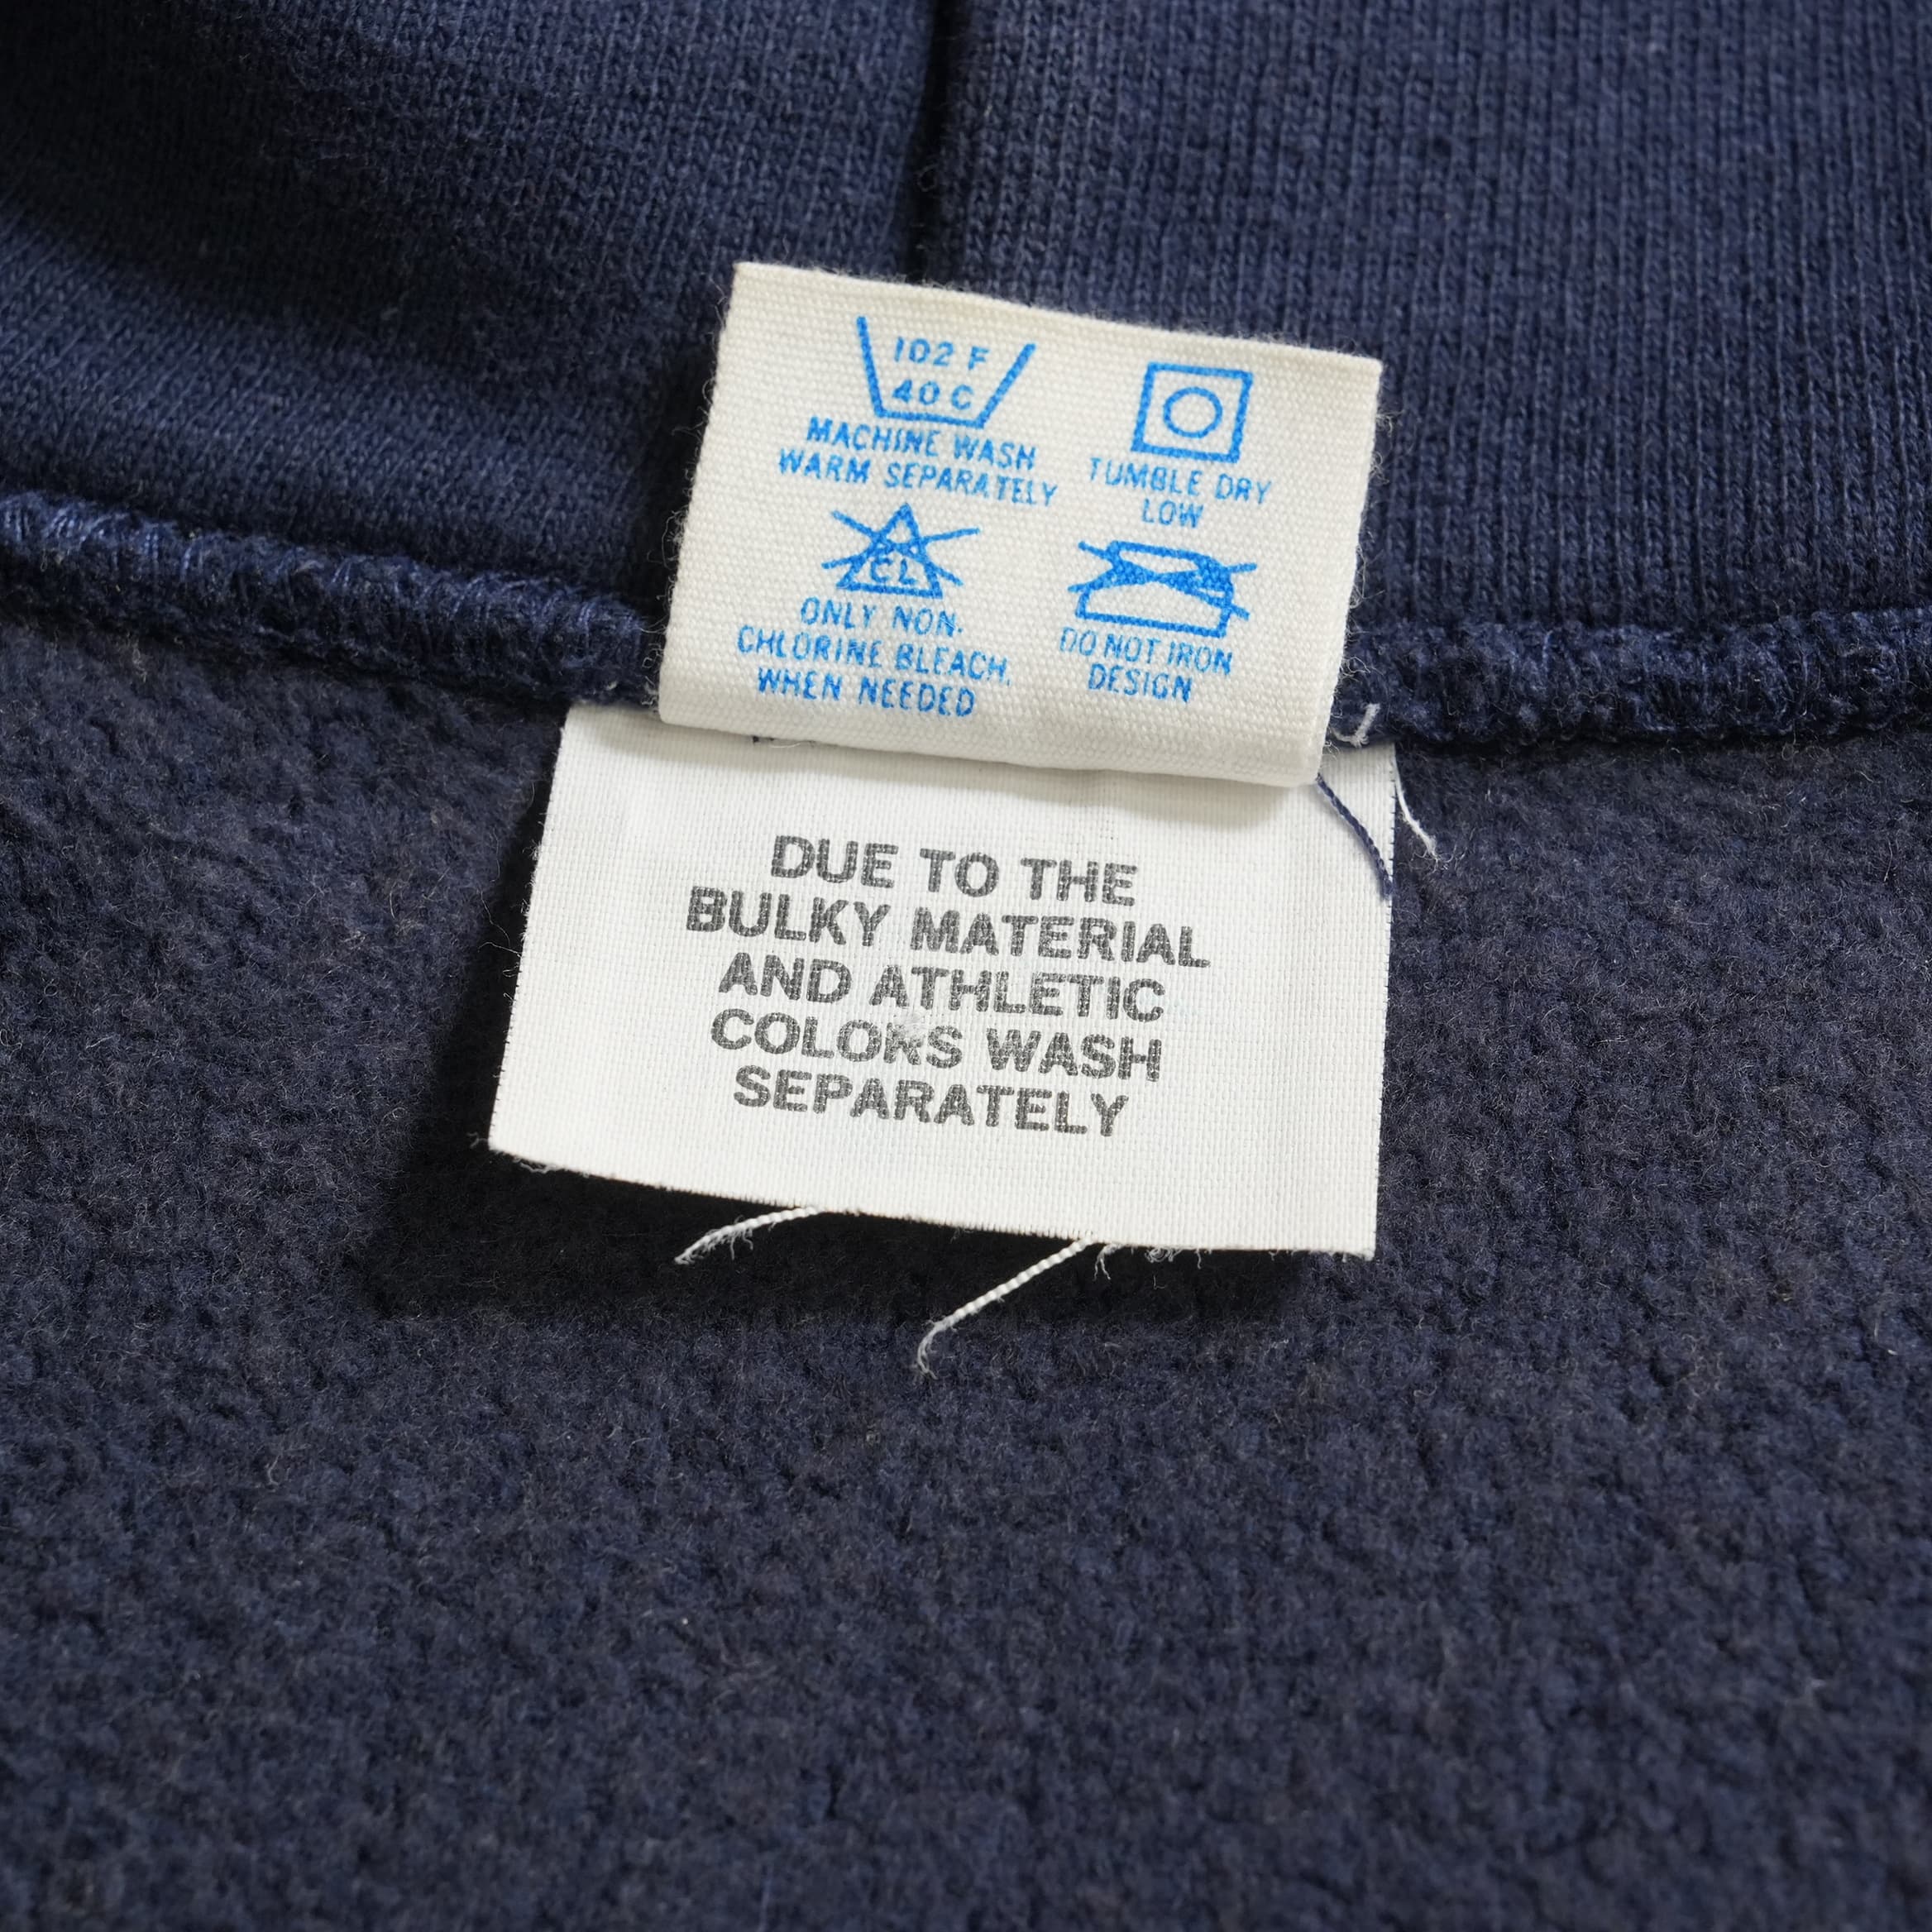 102 F
40 C
MACHINE WASH
WARM SEPARATELY
TUMBLE DRY
LOW
CL
ONLY NON.
CHLORINE BLEACH.
WHEN NEEDED
DO NOT IRON
DESIGN
DUE TO THE
BULKY MATERIAL
AND ATHLETIC
COLORS WASH
SEPARATELY